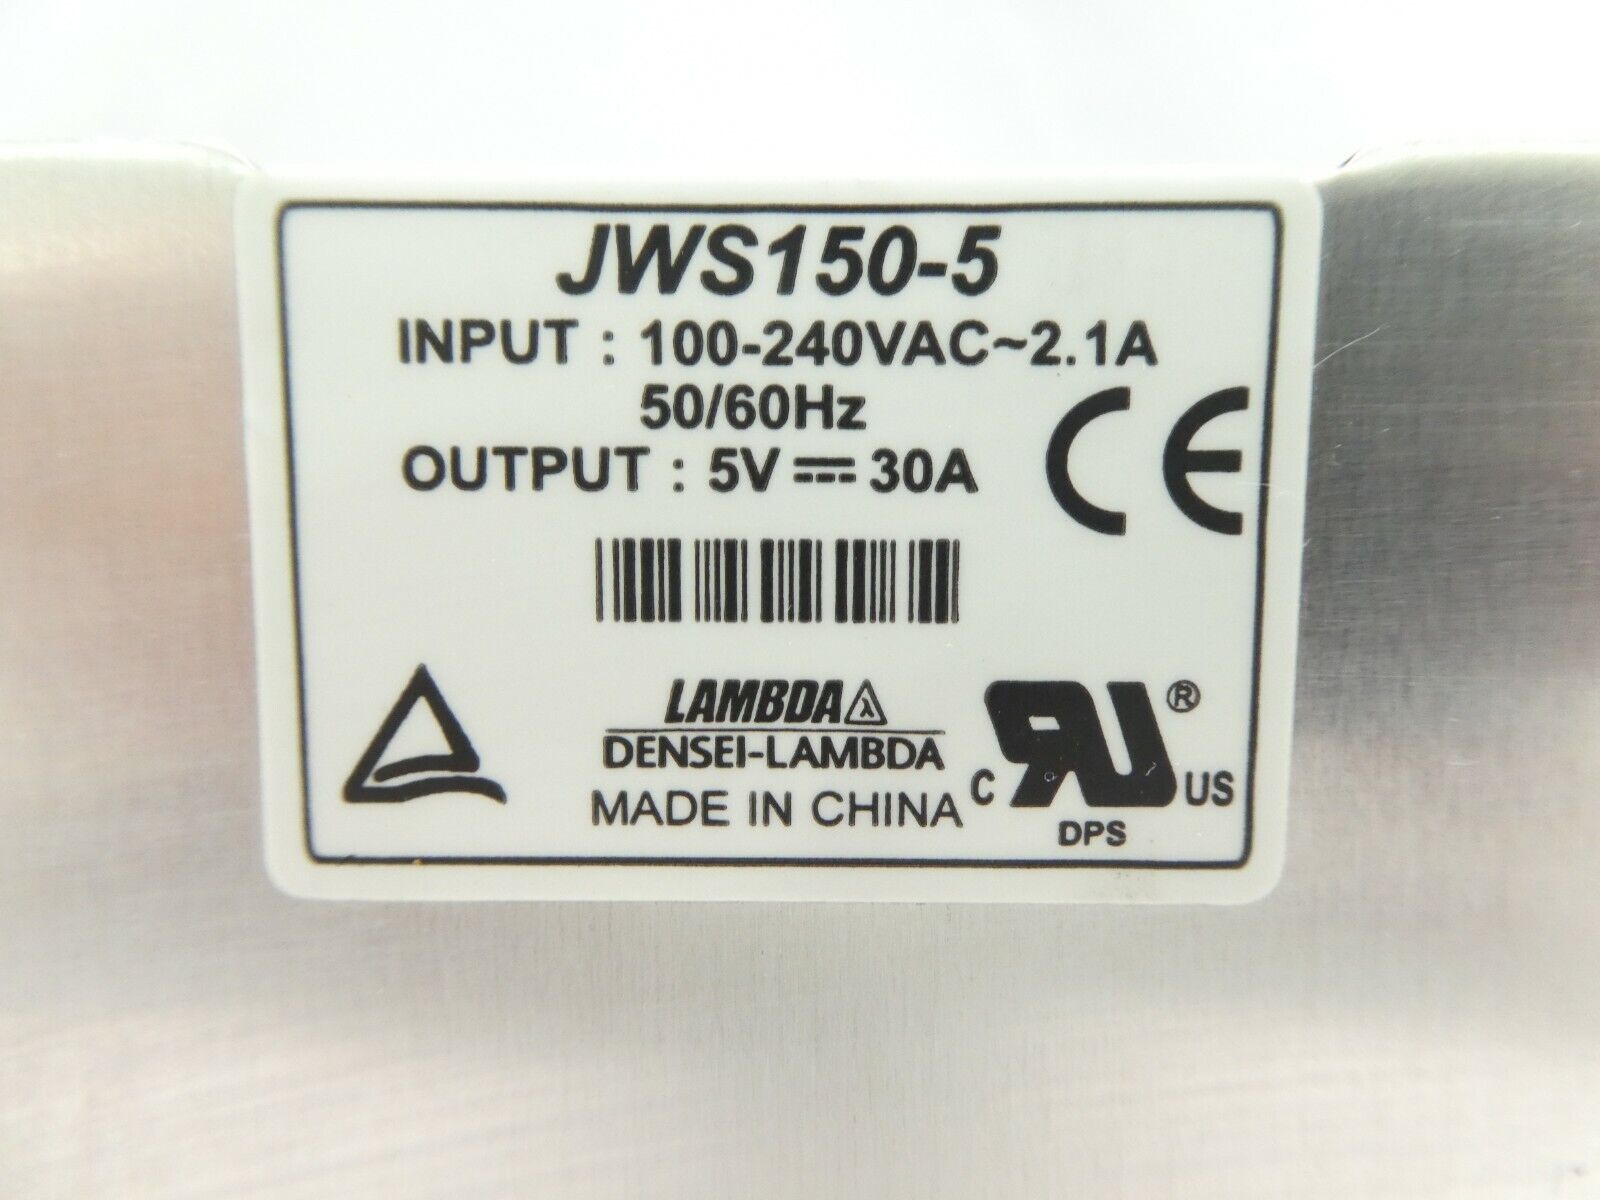 JWS150-5
INPUT : 100-240VAC~2.1A
50/60Hz
OUTPUT : 5V⎓30A
CE
LAMBDA λ
DENSEI-LAMBDA
MADE IN CHINA
C RU® US
DPS